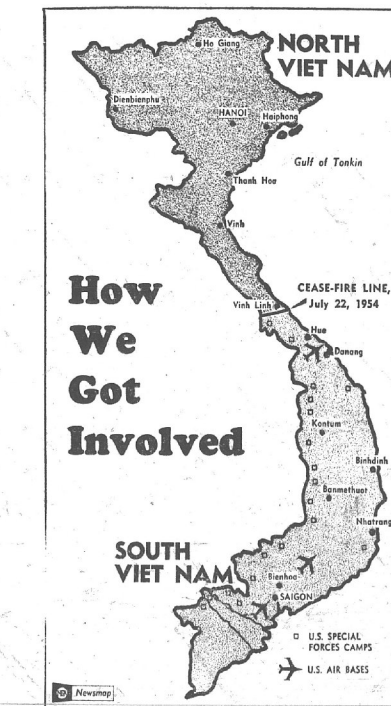 NORTH
VIET NAM
Ha Giang
Dienbienphu
HANOI
Haiphong
Gulf of Tonkin
Thanh Hoa
Vinh
CEASE-FIRE LINE,
July 22, 1954
Vinh Linh
Hue
Danang
How
We
Got
Involved
Kontum
Binhdinh
Banmethuot
Nhatrang
SOUTH
VIET NAM
Bienhoa
SAIGON
U.S. SPECIAL
FORCES CAMPS
U.S. AIR BASES
Newsmap